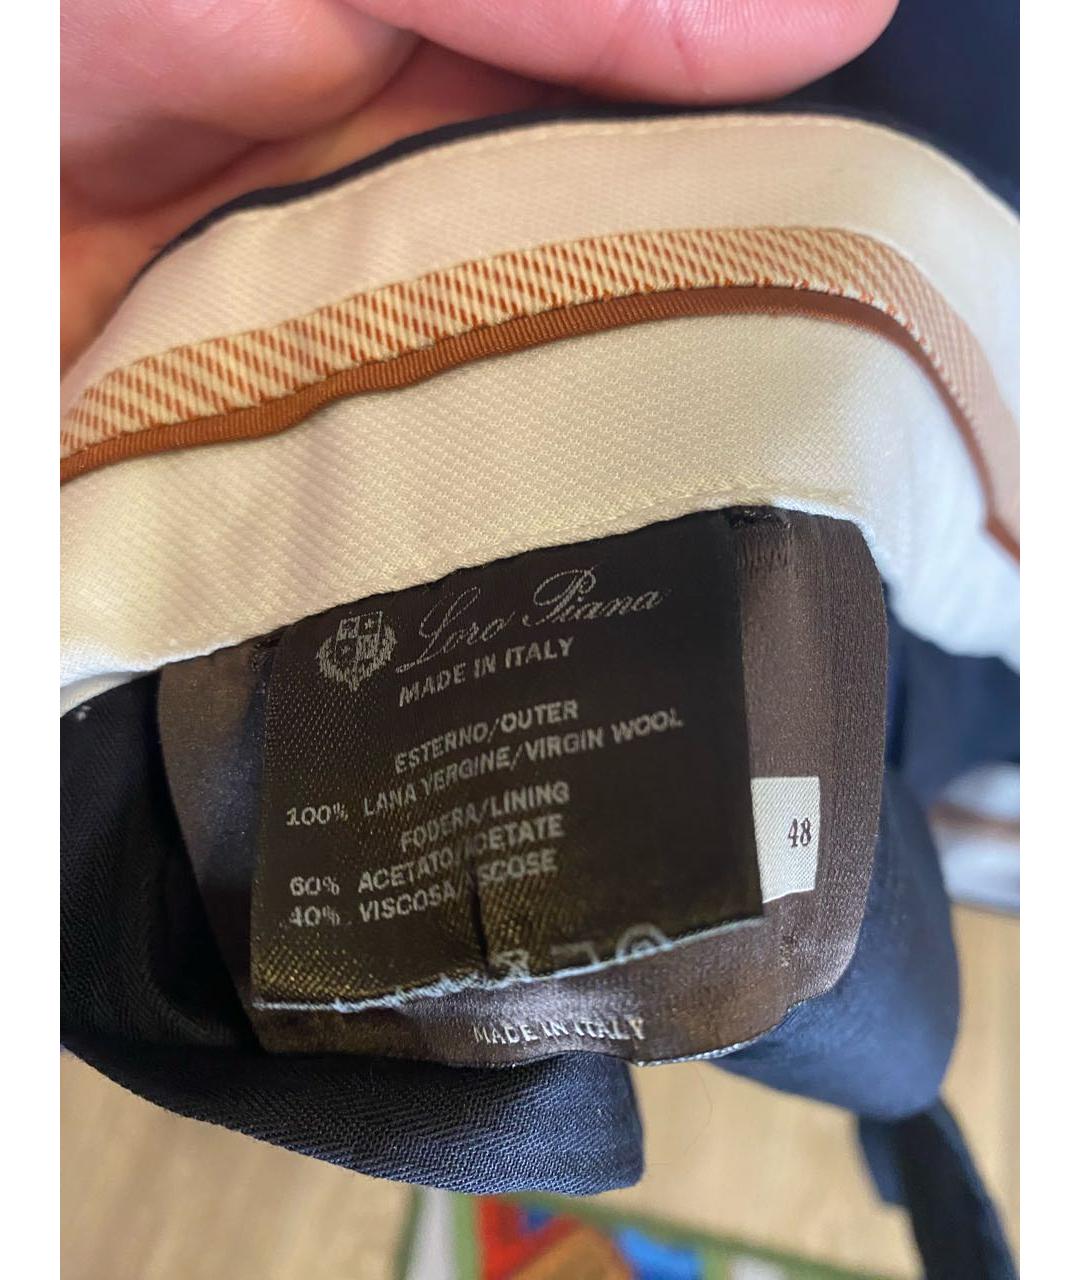 Loro Piana
MADE IN ITALY
ESTERNO/OUTER
100% LANA VERGINE/VIRGIN WOOL
FODERA/LINING
60% ACETATO/ACETATE
40% VISCOSA/VISCOSE
48
MADE IN ITALY